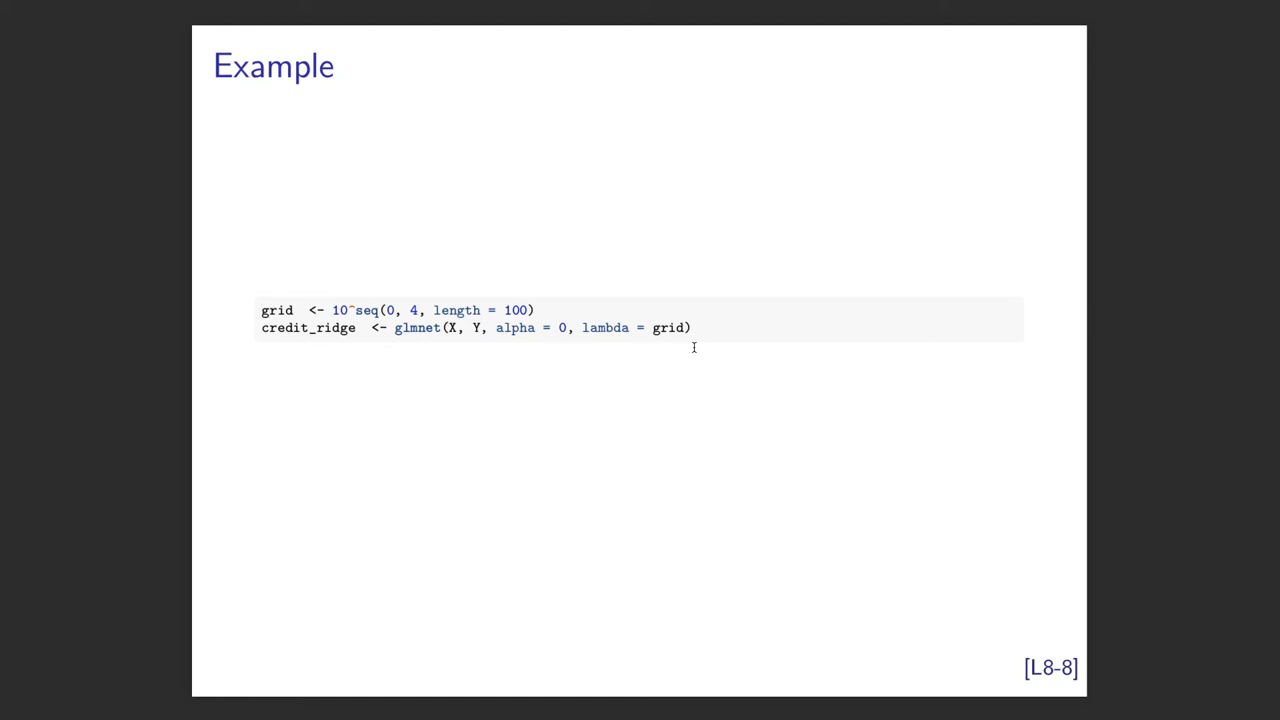 Example
grid  <- 10^seq(0, 4, length = 100)
credit_ridge  <- glmnet(X, Y, alpha = 0, lambda = grid)
[L8-8]